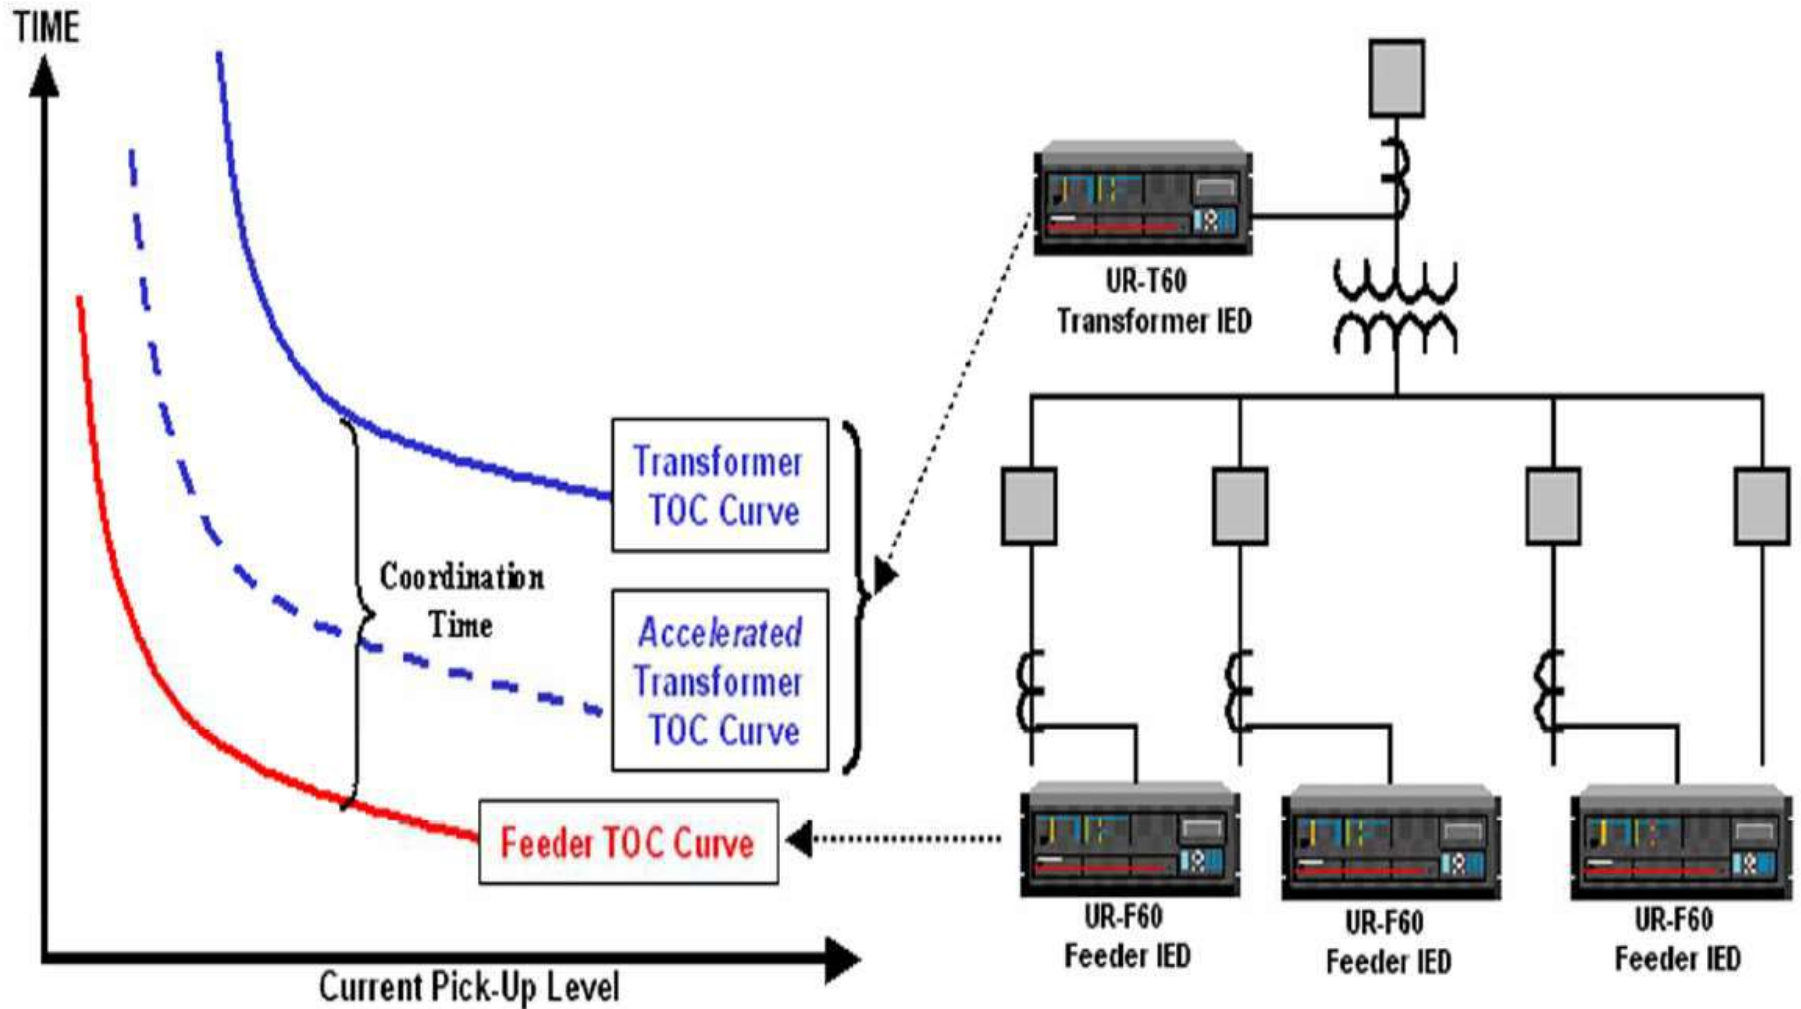 TIME
Transformer
TOC Curve
Coordination
Time
Accelerated
Transformer
TOC Curve
Feeder TOC Curve
Current Pick-Up Level
UR-T60
Transformer IED
UR-F60
Feeder IED
UR-F60
Feeder IED
UR-F60
Feeder IED